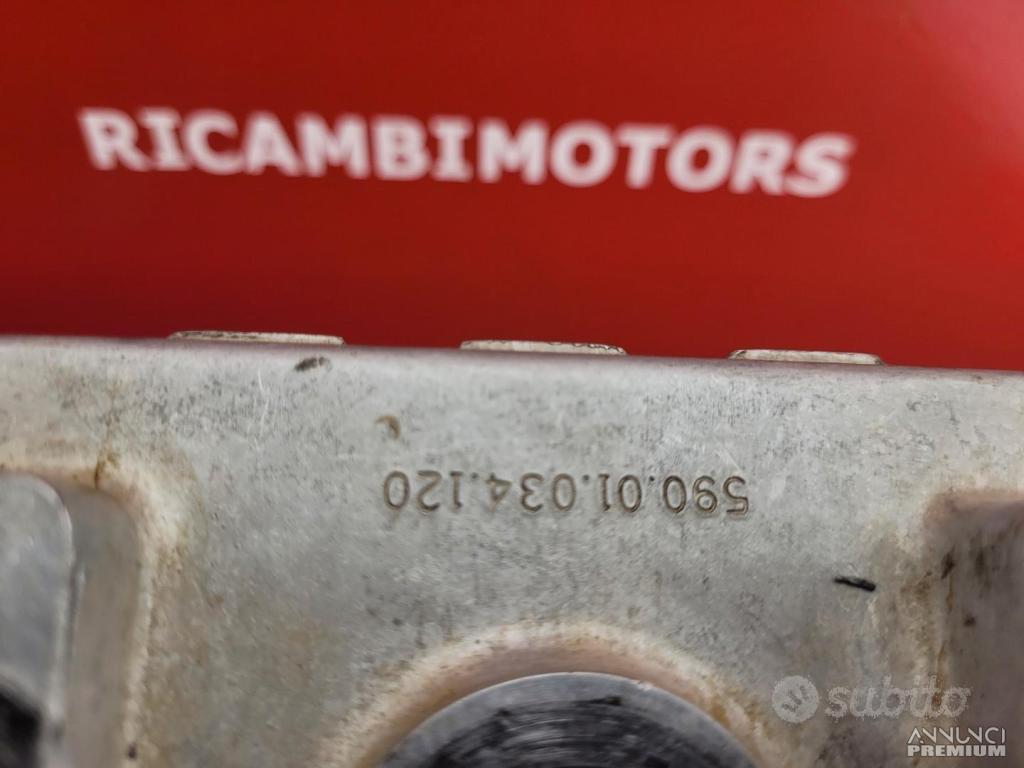 RICAMBIMOTORS
590.01.034.120
subito
ANNUNCI
PREMIUM